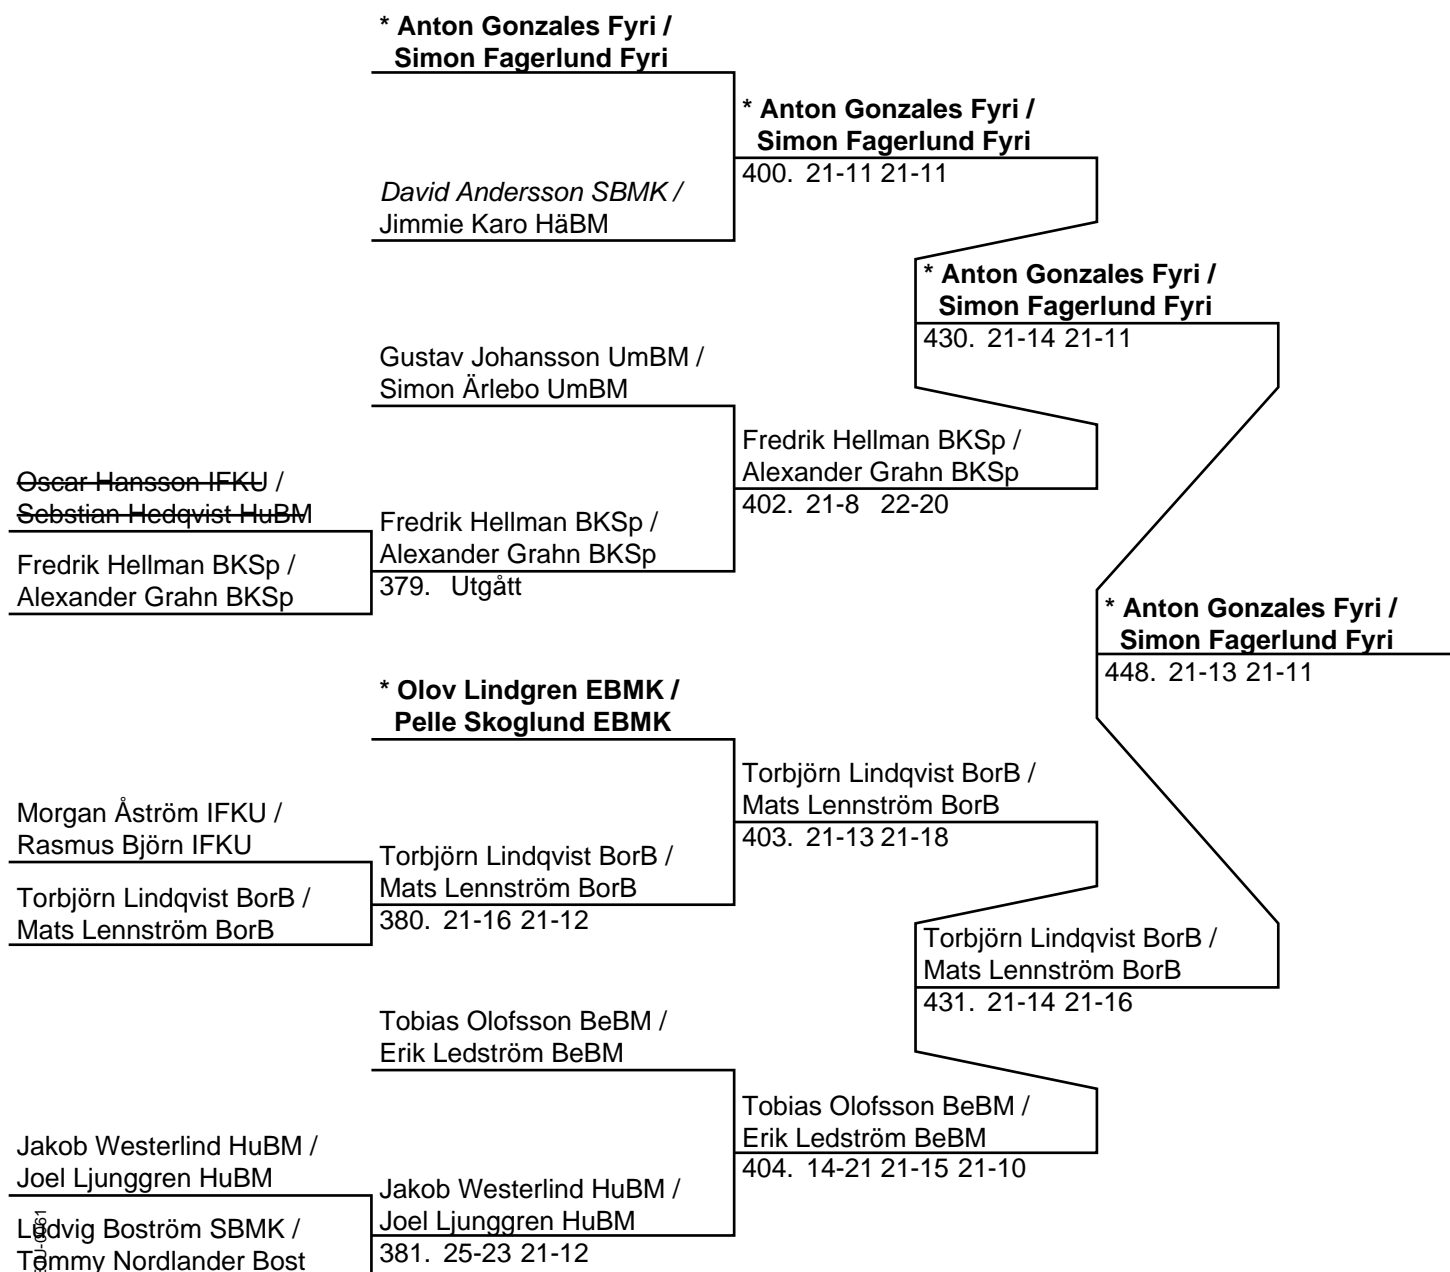 * Anton Gonzales Fyri /
Simon Fagerlund Fyri
* Anton Gonzales Fyri /
Simon Fagerlund Fyri
400. 21-11 21-11
David Andersson SBMK /
Jimmie Karo HäBM
* Anton Gonzales Fyri /
Simon Fagerlund Fyri
430. 21-14 21-11
Gustav Johansson UmBM /
Simon Ärlebo UmBM
Fredrik Hellman BKSp /
Alexander Grahn BKSp
402. 21-8 22-20
Oscar Hansson IFKU /
Sebstian Hedqvist HuBM
Fredrik Hellman BKSp /
Alexander Grahn BKSp
379. Utgått
Fredrik Hellman BKSp /
Alexander Grahn BKSp
* Anton Gonzales Fyri /
Simon Fagerlund Fyri
448. 21-13 21-11
* Olov Lindgren EBMK /
Pelle Skoglund EBMK
Torbjörn Lindqvist BorB /
Mats Lennström BorB
403. 21-13 21-18
Morgan Åström IFKU /
Rasmus Björn IFKU
Torbjörn Lindqvist BorB /
Mats Lennström BorB
380. 21-16 21-12
Torbjörn Lindqvist BorB /
Mats Lennström BorB
Torbjörn Lindqvist BorB /
Mats Lennström BorB
431. 21-14 21-16
Tobias Olofsson BeBM /
Erik Ledström BeBM
Tobias Olofsson BeBM /
Erik Ledström BeBM
404. 14-21 21-15 21-10
Jakob Westerlind HuBM /
Joel Ljunggren HuBM
Jakob Westerlind HuBM /
Joel Ljunggren HuBM
381. 25-23 21-12
Ludvig Boström SBMK /
Tommy Nordlander Bost